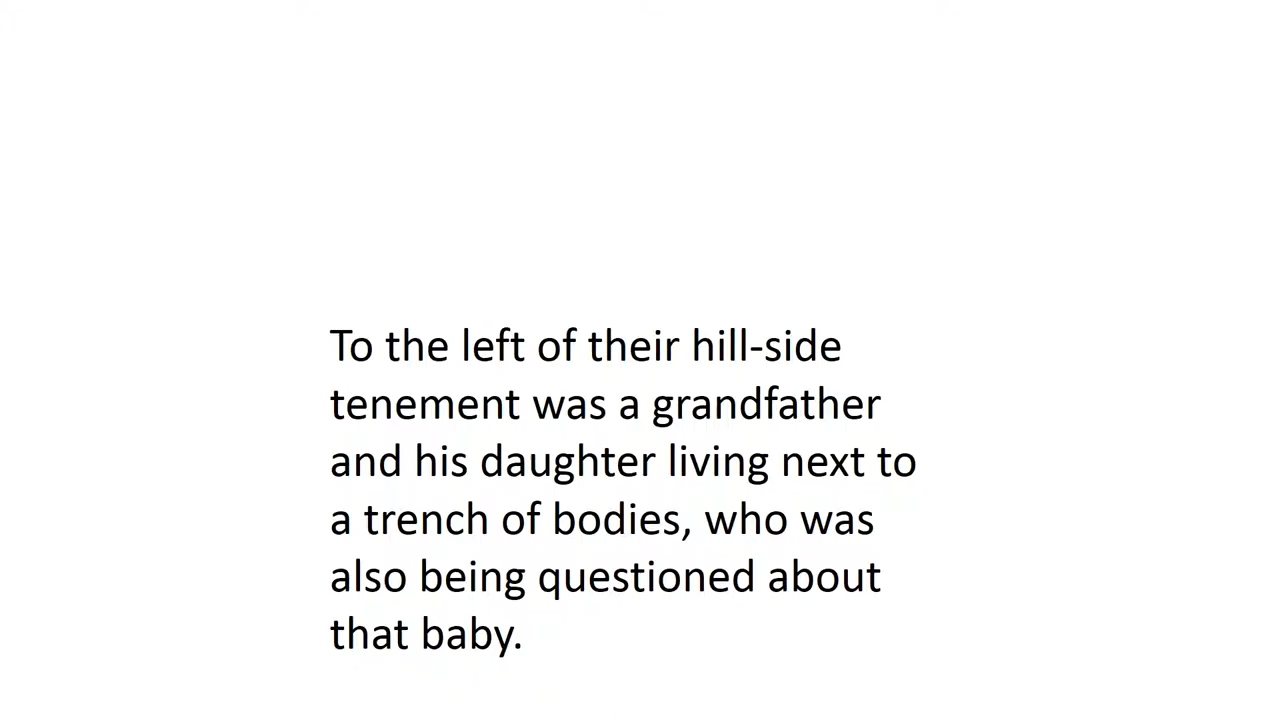 To the left of their hill-side
tenement was a grandfather
and his daughter living next to
a trench of bodies, who was
also being questioned about
that baby.